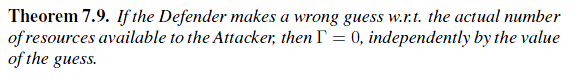 Theorem 7.9. If the Defender makes a wrong guess w.r.t. the actual number
of resources available to the Attacker, then Γ = 0, independently by the value
of the guess.